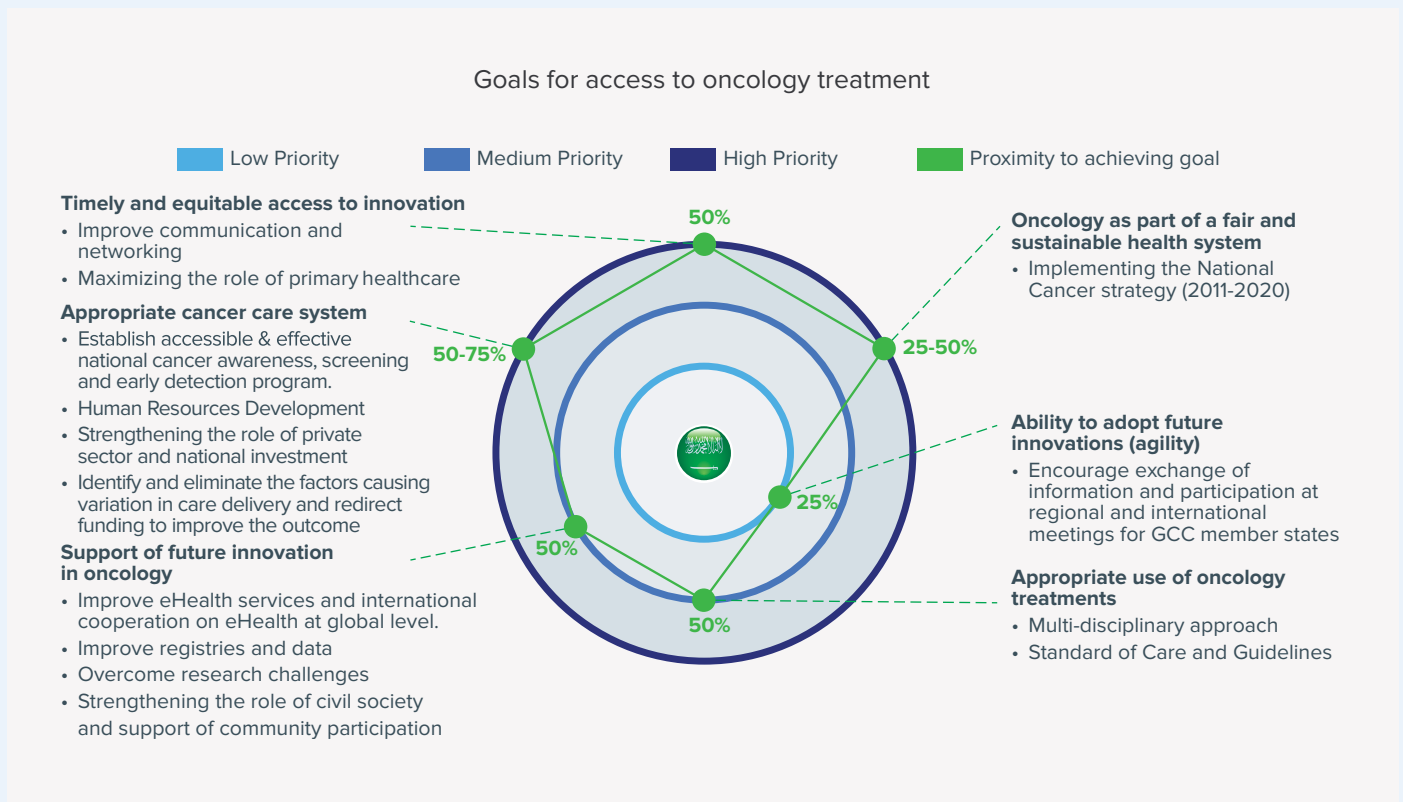 Goals for access to oncology treatment
Low Priority
Medium Priority
High Priority
Proximity to achieving goal
Timely and equitable access to innovation
• Improve communication and
networking
• Maximizing the role of primary healthcare
Appropriate cancer care system
• Establish accessible & effective
national cancer awareness, screening
and early detection program.
• Human Resources Development
• Strengthening the role of private
sector and national investment
• Identify and eliminate the factors causing
variation in care delivery and redirect
funding to improve the outcome
Support of future innovation
in oncology
• Improve eHealth services and international
cooperation on eHealth at global level.
• Improve registries and data
• Overcome research challenges
• Strengthening the role of civil society
and support of community participation
50%
50-75%
25-50%
25%
50%
50%
Oncology as part of a fair and
sustainable health system
• Implementing the National
Cancer strategy (2011-2020)
Ability to adopt future
innovations (agility)
• Encourage exchange of
information and participation at
regional and international
meetings for GCC member states
Appropriate use of oncology
treatments
• Multi-disciplinary approach
• Standard of Care and Guidelines